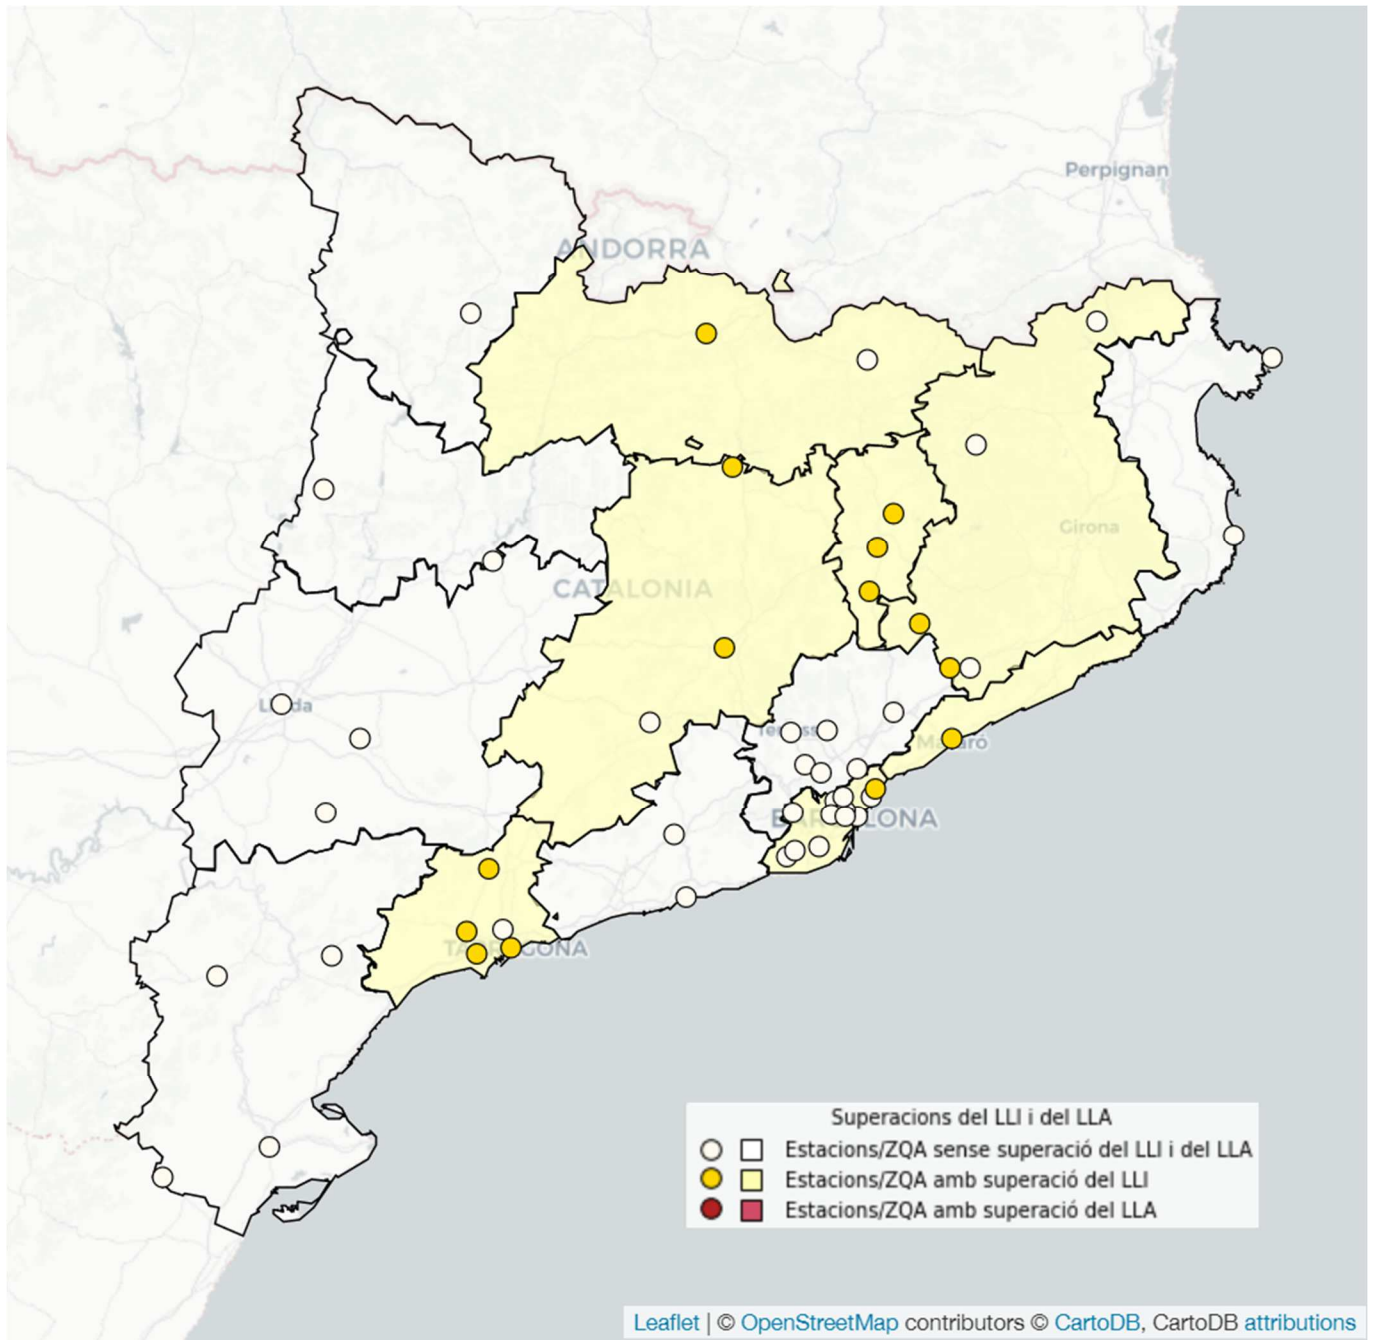 Perpignan
ANDORRA
Girona
CATALONIA
Mataró
BARCELONA
TARRAGONA
Superacions del LLI i del LLA
Estacions/ZQA sense superació del LLI i del LLA
Estacions/ZQA amb superació del LLI
Estacions/ZQA amb superació del LLA
Leaflet | © OpenStreetMap contributors © CartoDB, CartoDB attributions